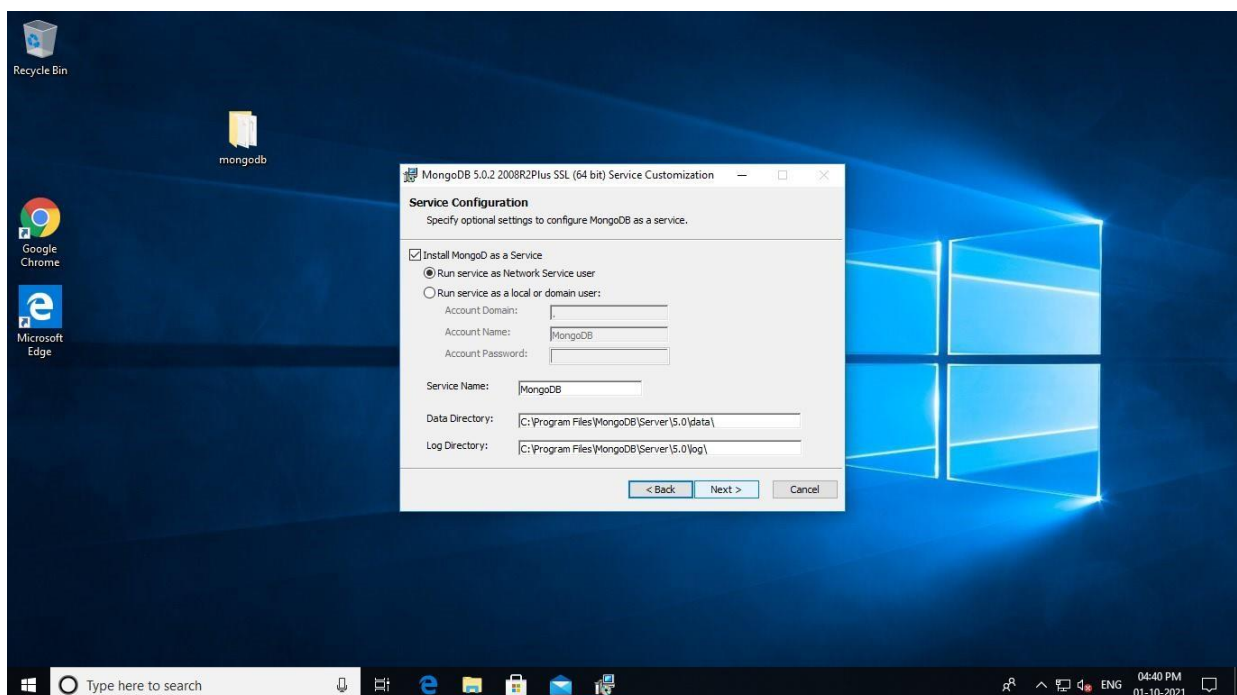 Recycle Bin
mongodb
Google
Chrome
Microsoft
Edge
MongoDB 5.0.2 2008R2Plus SSL (64 bit) Service Customization
Service Configuration
Specify optional settings to configure MongoDB as a service.
Install MongoD as a Service
Run service as Network Service user
Run service as a local or domain user:
Account Domain: .
Account Name: MongoDB
Account Password:
Service Name: MongoDB
Data Directory: C:\Program Files\MongoDB\Server\5.0\data\
Log Directory: C:\Program Files\MongoDB\Server\5.0\log\
< Back Next > Cancel
Type here to search
ENG
04:40 PM
01-10-2021